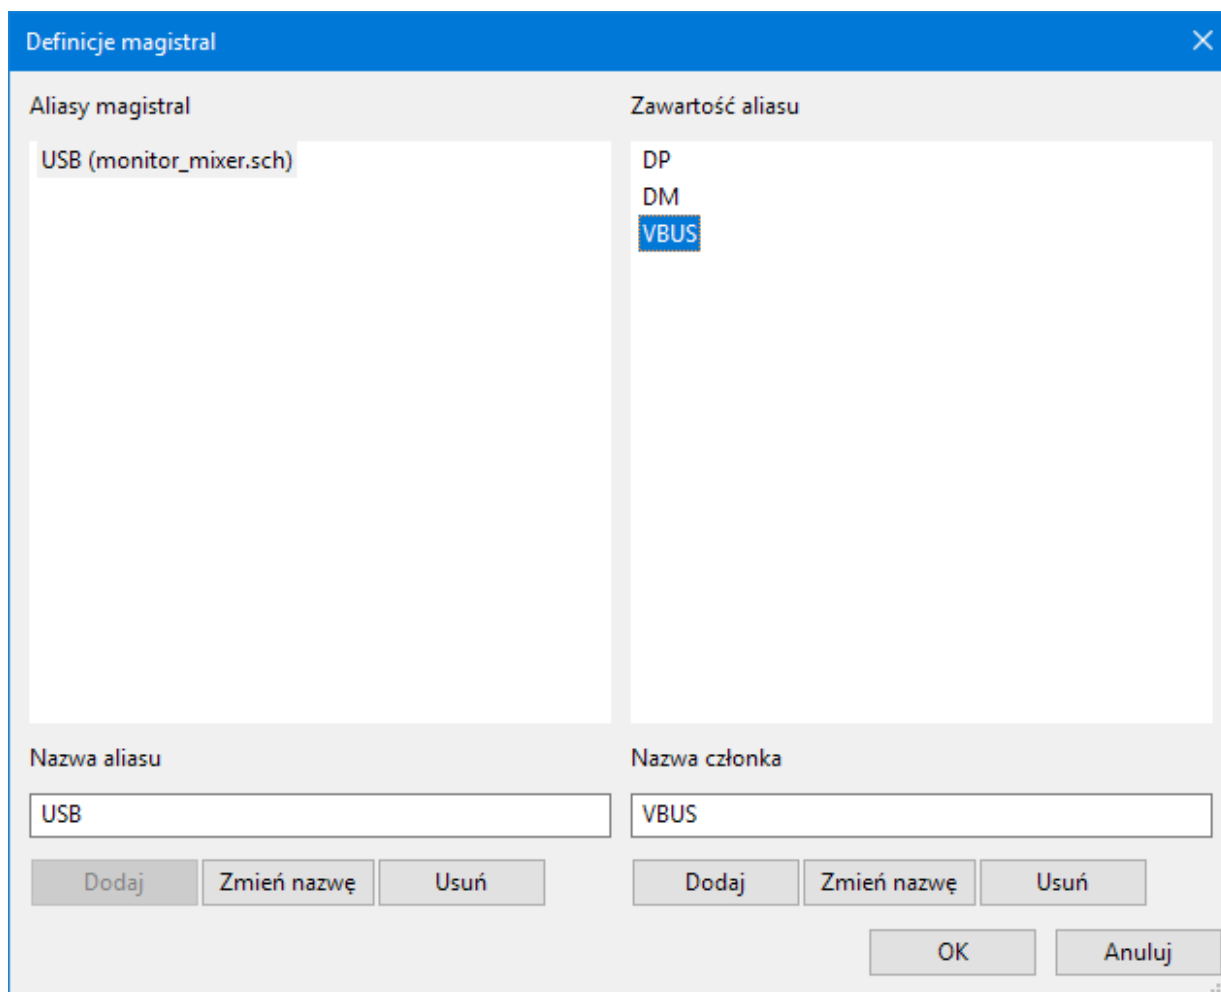 Definicje magistral
Aliasy magistral
Zawartość aliasu
USB (monitor_mixer.sch)
DP
DM
VBUS
Nazwa aliasu
Nazwa członka
USB
VBUS
Dodaj Zmień nazwę Usuń
Dodaj Zmień nazwę Usuń
OK Anuluj